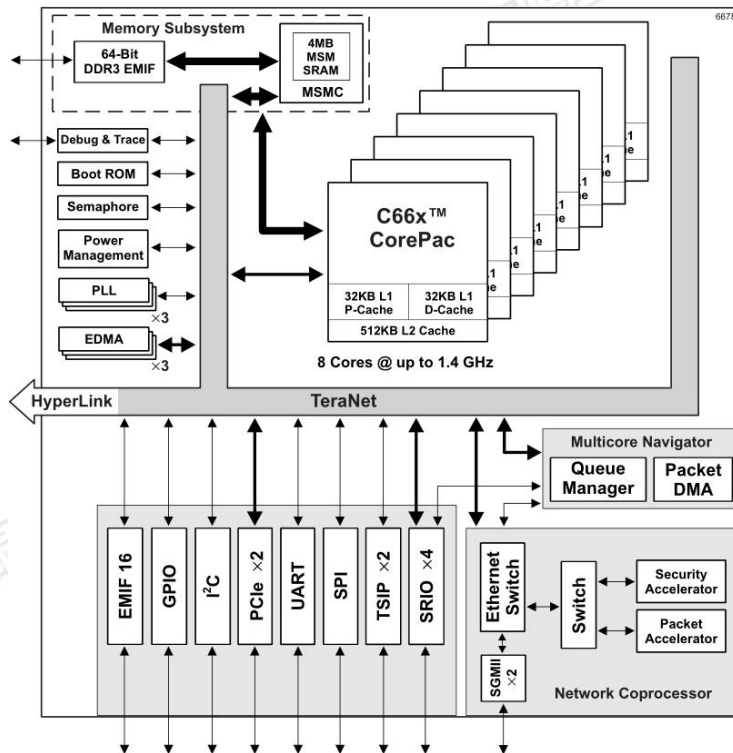 6678
Memory Subsystem
64-Bit
DDR3 EMIF
4MB
MSM
SRAM
MSMC
Debug & Trace
Boot ROM
Semaphore
Power
Management
PLL
×3
EDMA
×3
C66x™
CorePac
32KB L1
P-Cache
32KB L1
D-Cache
512KB L2 Cache
8 Cores @ up to 1.4 GHz
HyperLink
TeraNet
Multicore Navigator
Queue
Manager
Packet
DMA
EMIF 16
GPIO
I²C
PCIe ×2
UART
SPI
TSIP ×2
SRIO ×4
Ethernet
Switch
SGMII
×2
Switch
Security
Accelerator
Packet
Accelerator
Network Coprocessor